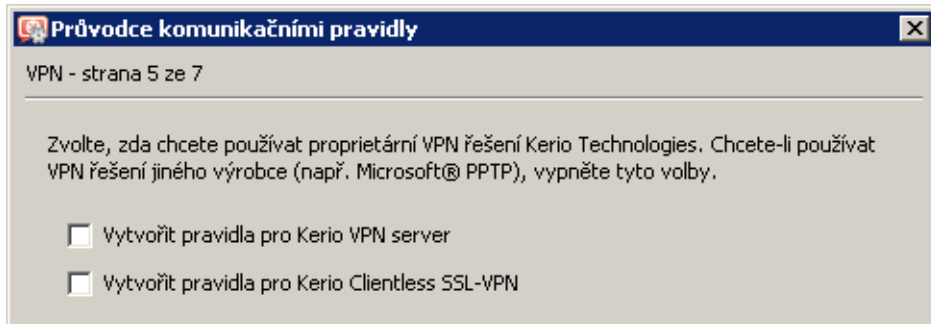 Průvodce komunikačními pravidly
VPN - strana 5 ze 7
Zvolte, zda chcete používat proprietární VPN řešení Kerio Technologies. Chcete-li používat
VPN řešení jiného výrobce (např. Microsoft® PPTP), vypněte tyto volby.
Vytvořit pravidla pro Kerio VPN server
Vytvořit pravidla pro Kerio Clientless SSL-VPN